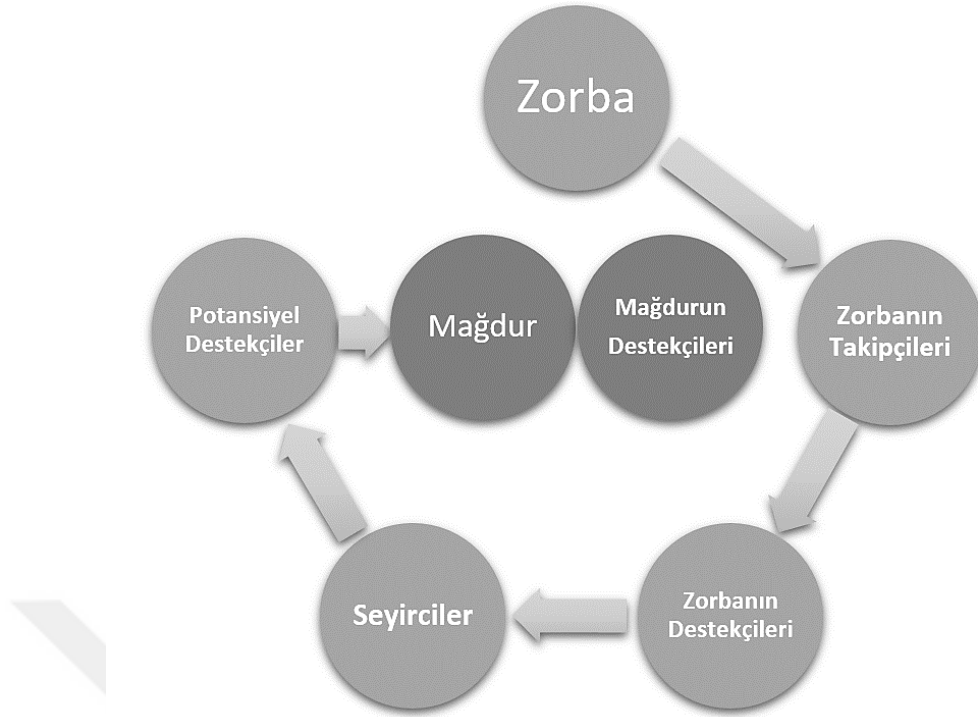 Zorba
Potansiyel
Destekçiler
Mağdur
Mağdurun
Destekçileri
Zorbanın
Takipçileri
Seyirciler
Zorbanın
Destekçileri